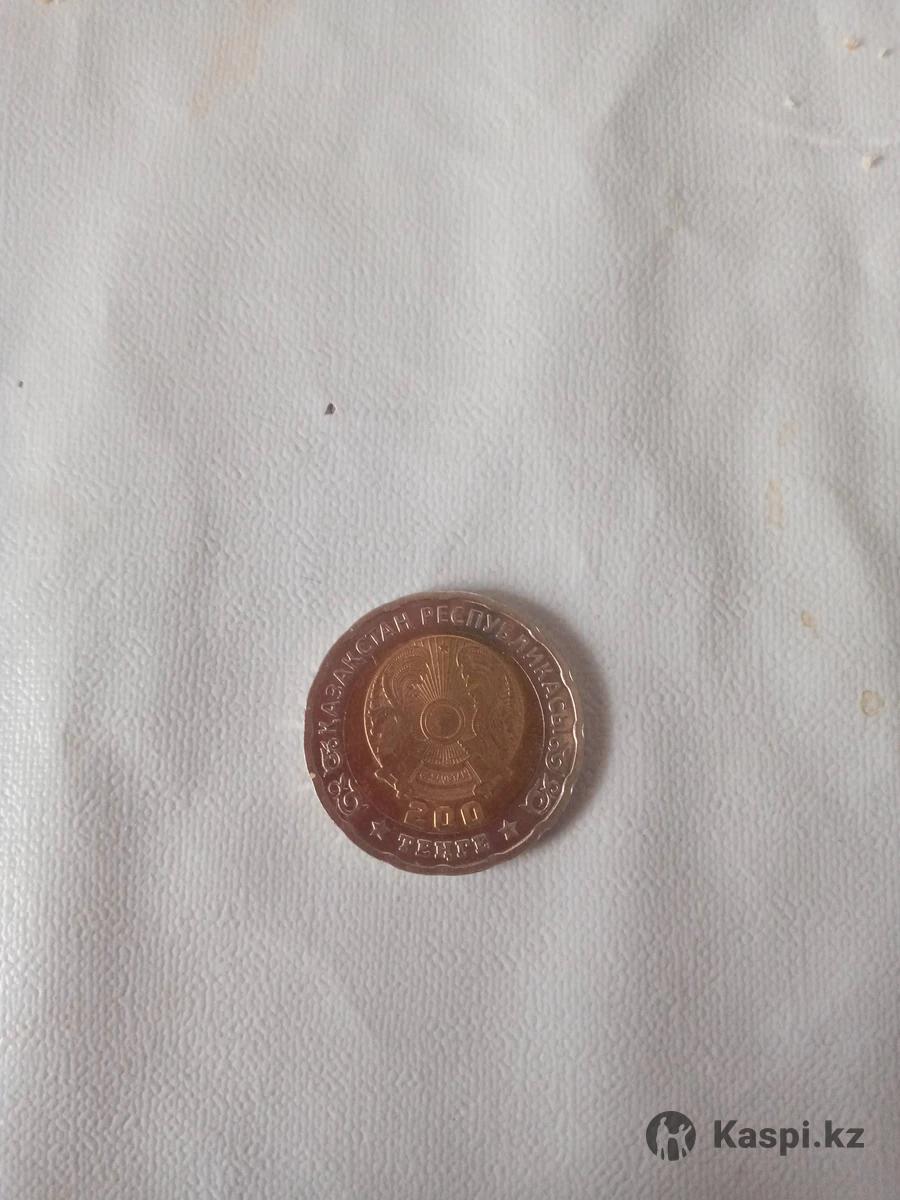 ҚАЗАҚСТАН РЕСПУБЛИКАСЫ
200
ТЕҢГЕ
Kaspi.kz